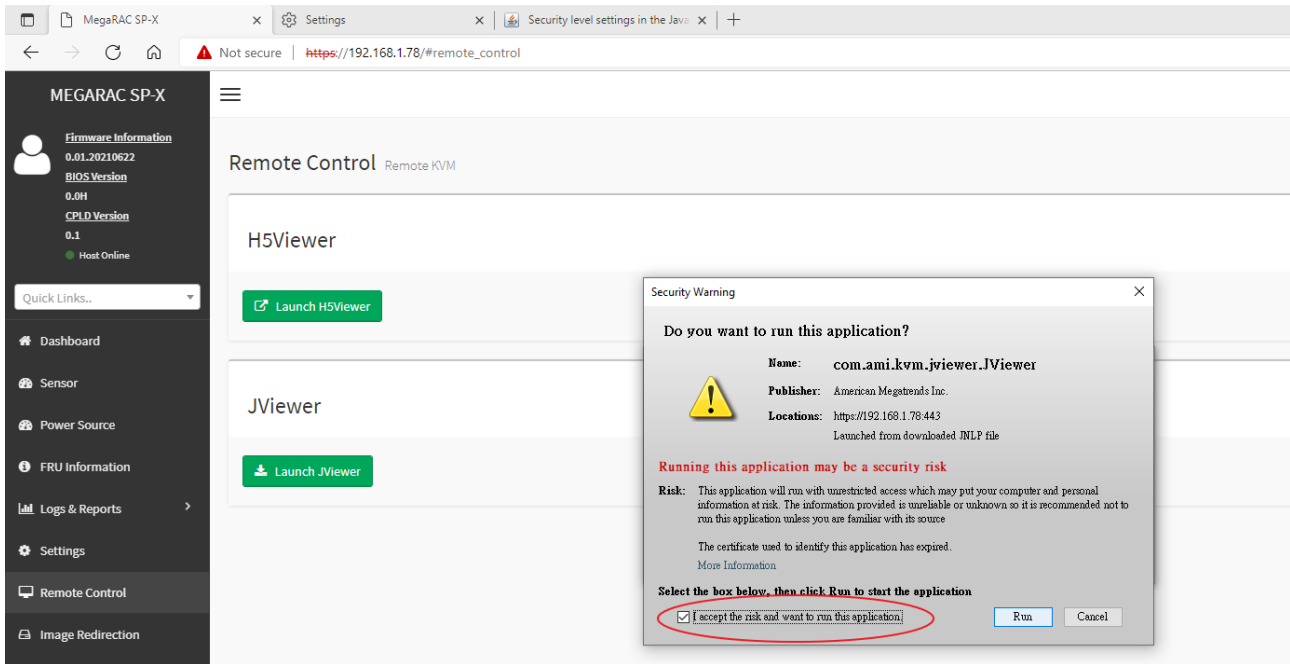 MegaRAC SP-X
Settings
Security level settings in the Java
Not secure | https://192.168.1.78/#remote_control
MEGARAC SP-X
Firmware Information
0.01.20210622
BIOS Version
0.0H
CPLD Version
0.1
Host Online
Quick Links..
Dashboard
Sensor
Power Source
FRU Information
Logs & Reports
Settings
Remote Control
Image Redirection
Remote Control Remote KVM
H5Viewer
Launch H5Viewer
JViewer
Launch JViewer
Security Warning
Do you want to run this application?
Name: com.ami.kvm.jviewer.JViewer
Publisher: American Megatrends Inc.
Locations: https://192.168.1.78:443
Launched from downloaded JNLP file
Running this application may be a security risk
Risk: This application will run with unrestricted access which may put your computer and personal
information at risk. The information provided is unreliable or unknown so it is recommended not to
run this application unless you are familiar with its source
The certificate used to identify this application has expired.
More Information
Select the box below, then click Run to start the application
I accept the risk and want to run this application.
Run Cancel